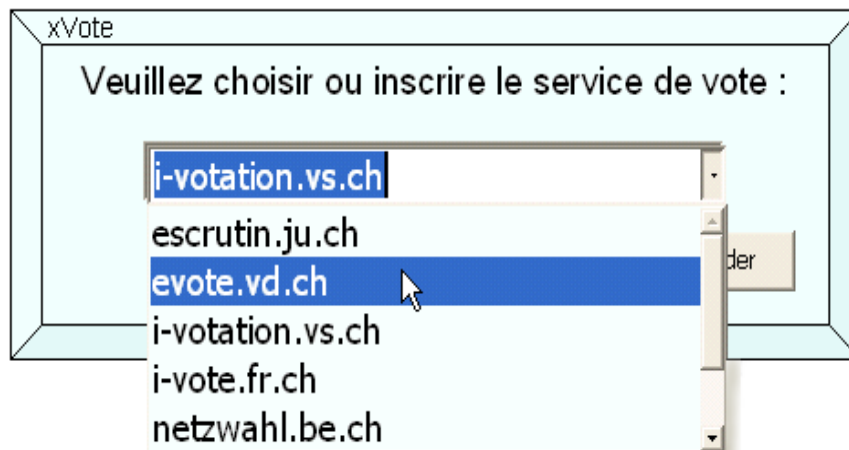 xVote
Veuillez choisir ou inscrire le service de vote :
i-votation.vs.ch
escrutin.ju.ch
evote.vd.ch
der
i-votation.vs.ch
i-vote.fr.ch
netzwahl.be.ch